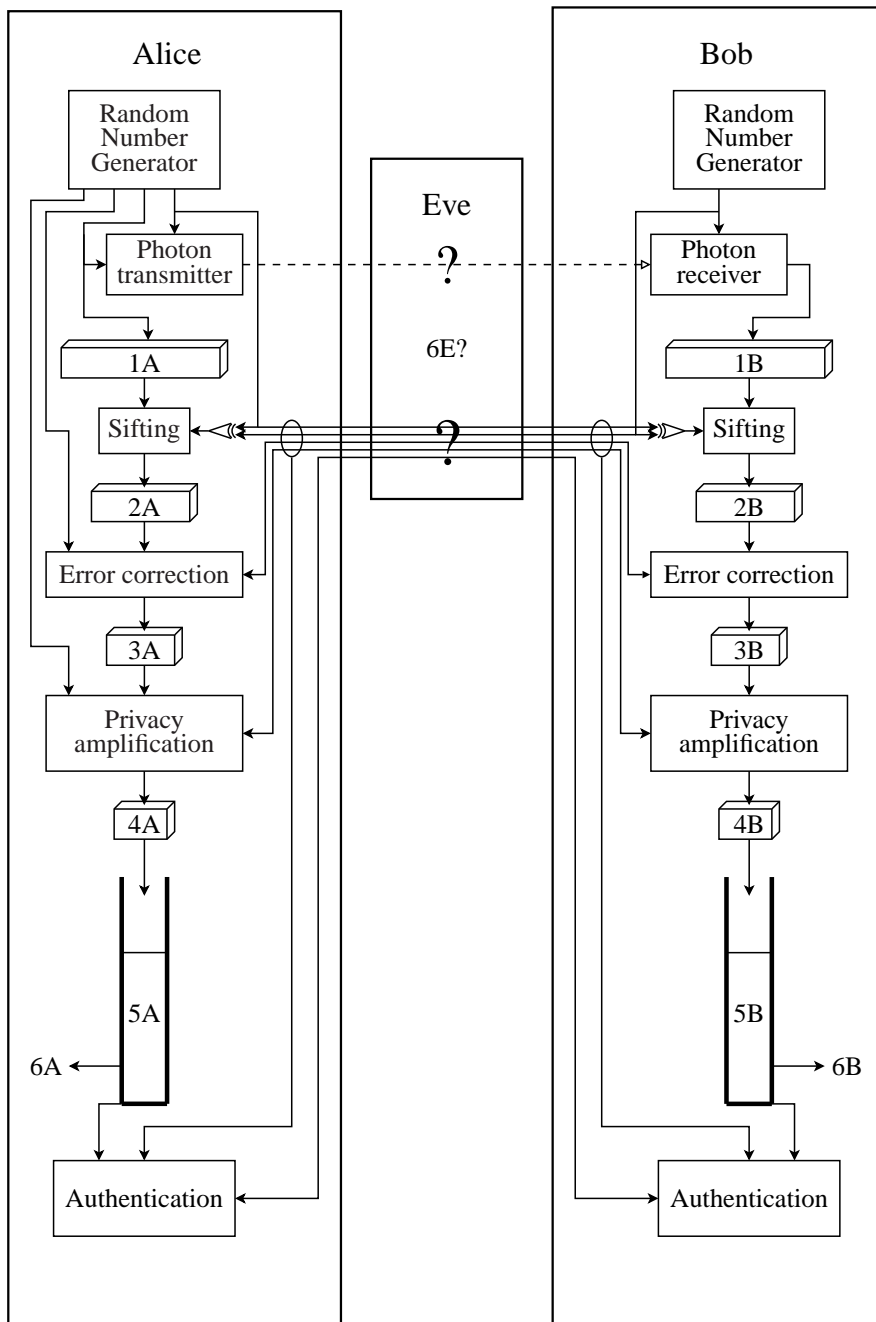 Alice
Random
Number
Generator
Photon
transmitter
1A
Sifting
2A
Error correction
3A
Privacy
amplification
4A
5A
6A
Authentication
Eve
?
6E?
?
Bob
Random
Number
Generator
Photon
receiver
1B
Sifting
2B
Error correction
3B
Privacy
amplification
4B
5B
6B
Authentication